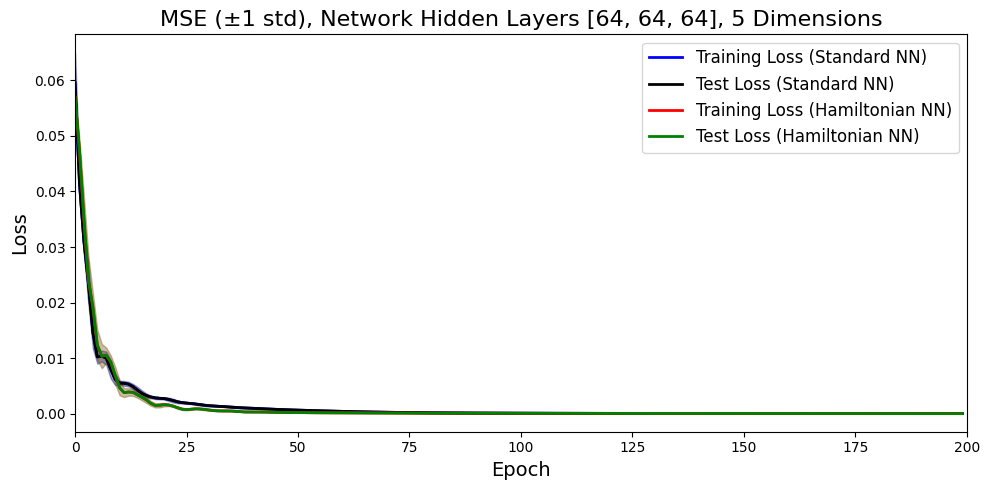 MSE (±1 std), Network Hidden Layers [64, 64, 64], 5 Dimensions
Training Loss (Standard NN)
Test Loss (Standard NN)
Training Loss (Hamiltonian NN)
Test Loss (Hamiltonian NN)
Loss
0.06
0.05
0.04
0.03
0.02
0.01
0.00
0 25 50 75 100 125 150 175 200
Epoch